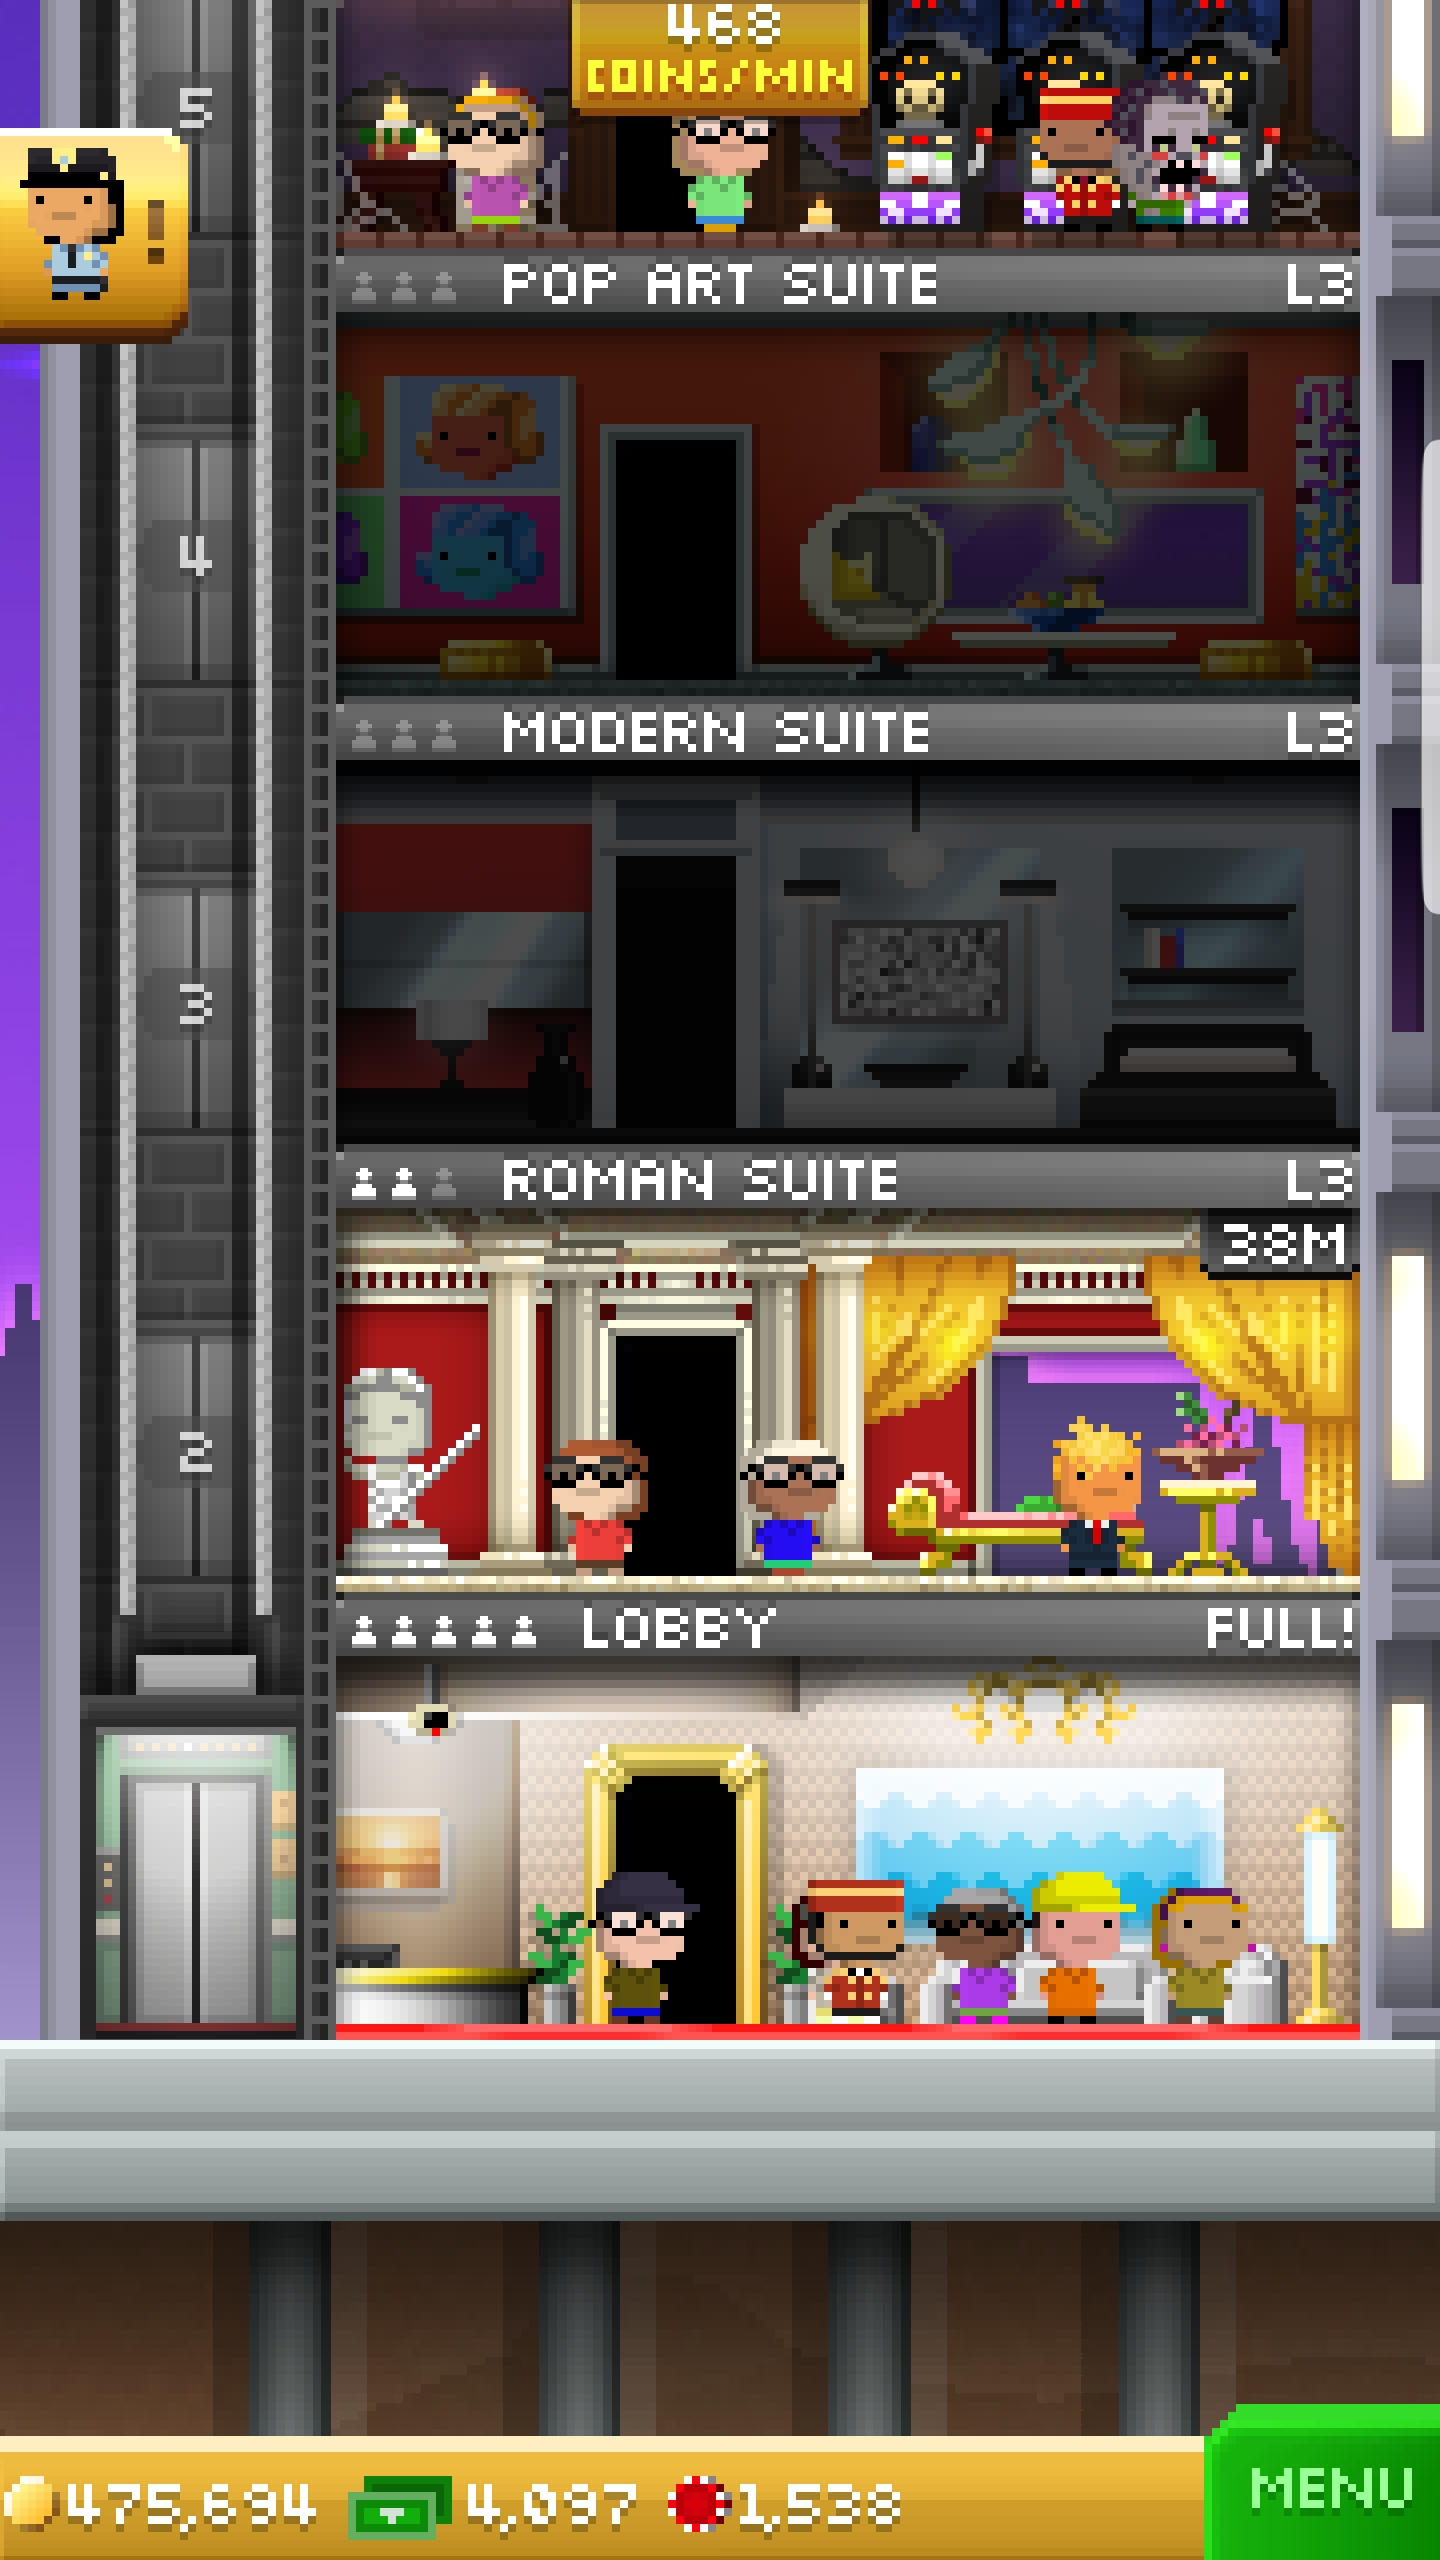 468
COINS/MIN
5
!
POP ART SUITE L3
4
MODERN SUITE L3
3
ROMAN SUITE L3
38M
2
LOBBY FULL!
475,694 4,097 1,538
MENU